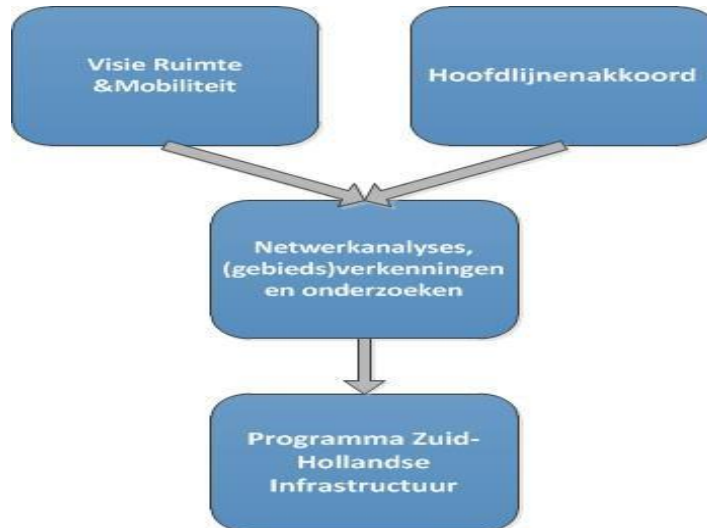 Visie Ruimte
&Mobiliteit
Hoofdlijnenakkoord
Netwerkanalyses,
(gebieds)verkenningen
en onderzoeken
Programma Zuid-
Hollandse
Infrastructuur